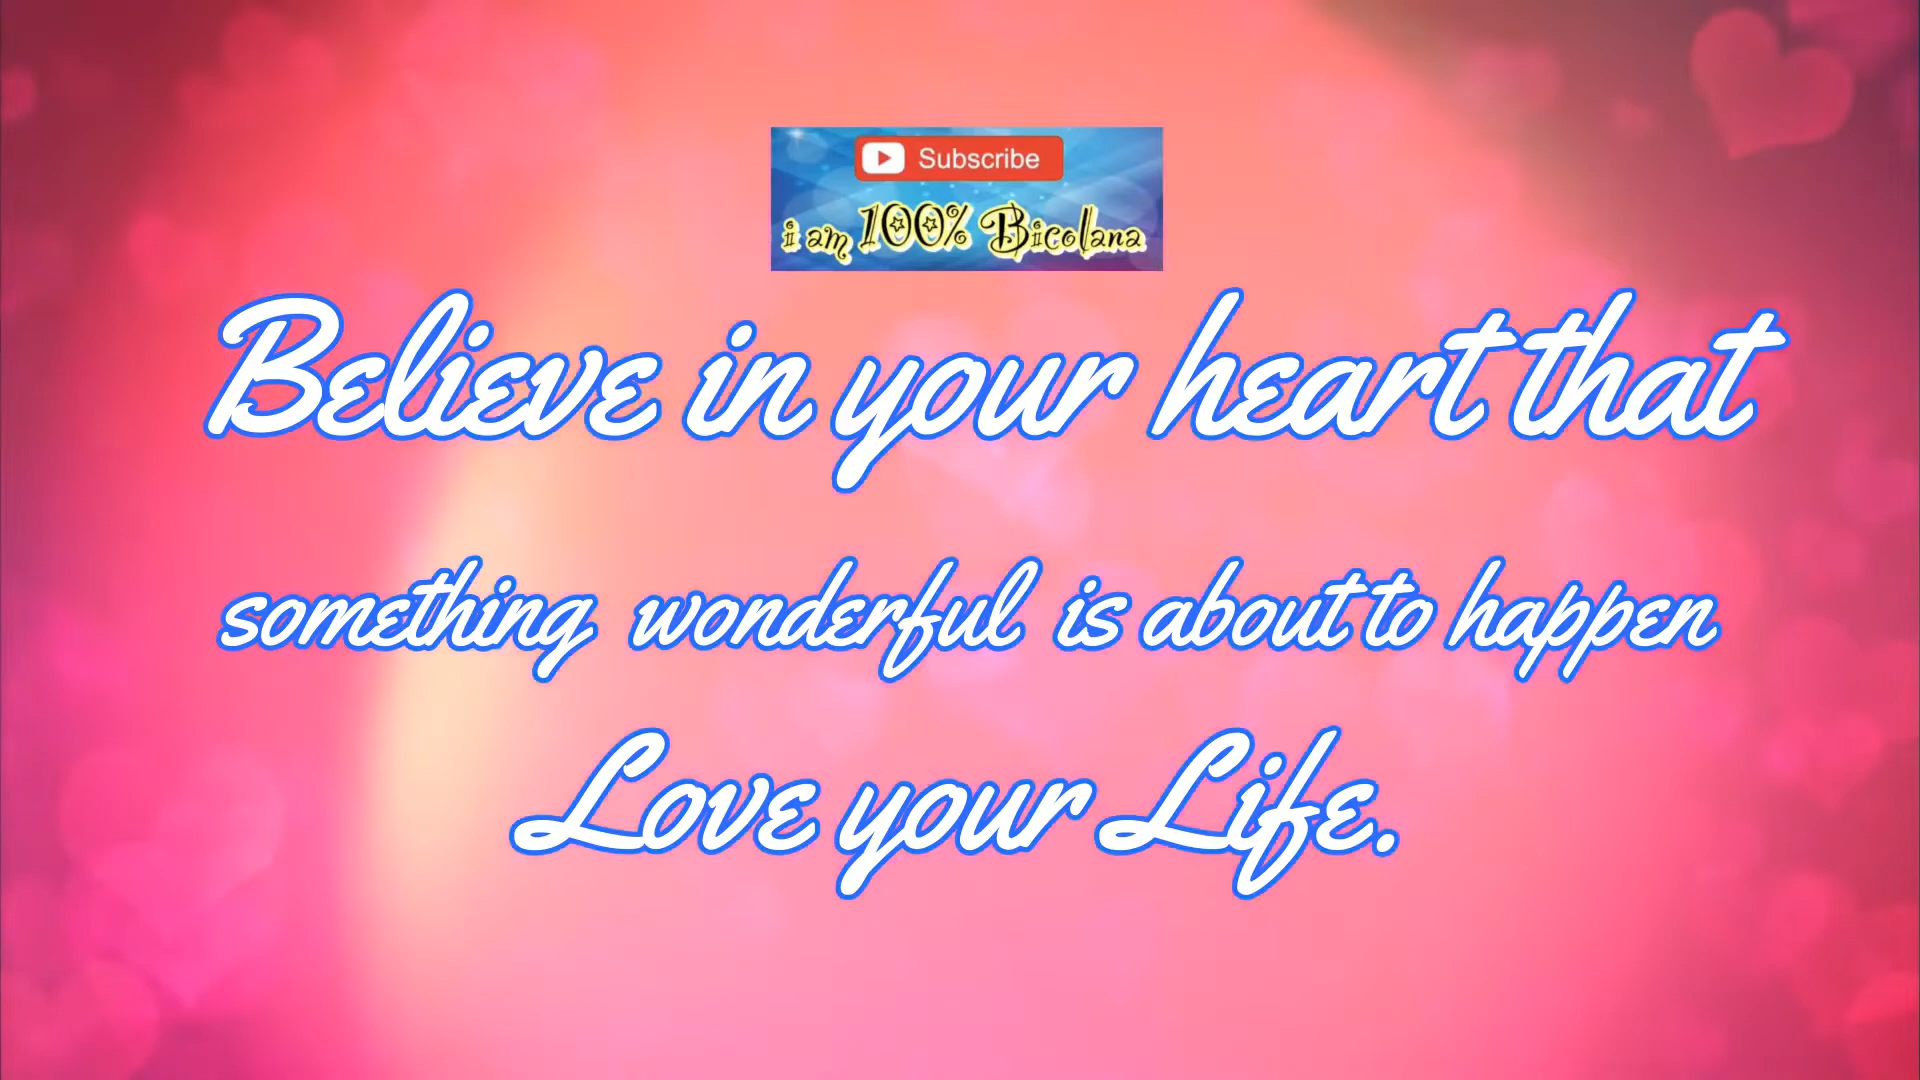 Subscribe
i am 100% Bicolana
Believe in your heart that
something wonderful is about to happen
Love your Life.